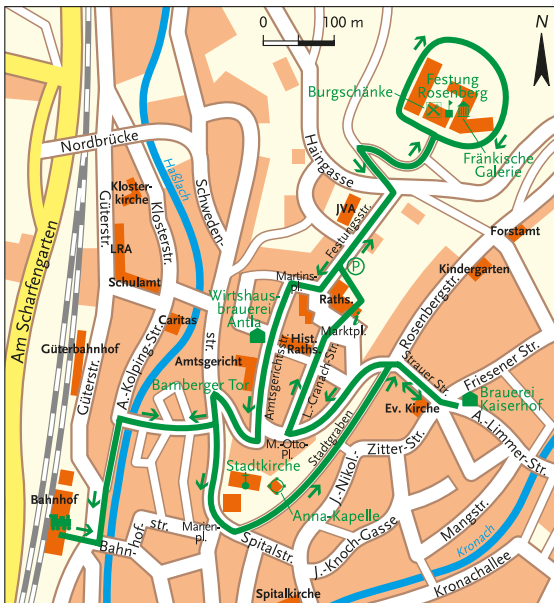 0 100 m
N
Festung
Rosenberg
Burgschänke
Fränkische
Galerie
Nordbrücke
Haßlach
Haingasse
Kloster-
kirche
Güterstr.
Klosterstr.
Schweden-
str.
JVA
Festungsstr.
Forstamt
LRA
Schulamt
P
Kindergarten
Martins-
pl.
Raths.
Rosenbergstr.
Am Scharfengarten
Wirtshaus-
brauerei
Antla
Marktpl.
Caritas
Hist.
Raths.
Strauer Str.
Güterbahnhof
A.-Kolping-Str.
Amtsgericht
Amtsgerichtsstr.
L.-Cranach-Str.
Friesener Str.
Güterstr.
Bamberger Tor
Brauerei
Kaiserhof
Ev. Kirche
A.-Limmer-Str.
M.-Otto-
Pl.
Stadtgraben
Zitter-Str.
J.-Nikol-
Stadtkirche
Bahnhof
Anna-Kapelle
Mangstr.
Bahn-
hof-
str.
Marien-
pl.
Spitalstr.
J.-Knoch-Gasse
Kronach
Kronachallee
Spitalkirche